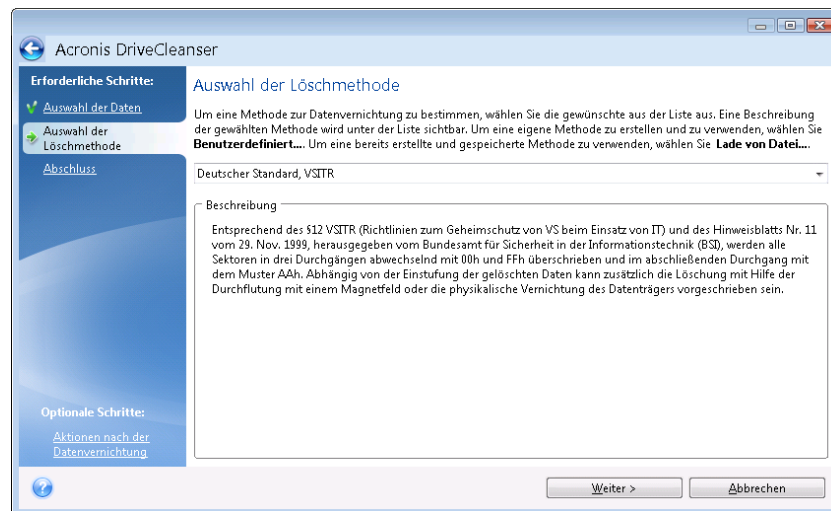 Acronis DriveCleanser
Erforderliche Schritte:
Auswahl der Daten
Auswahl der
Löschmethode
Abschluss
Optionale Schritte:
Aktionen nach der
Datenvernichtung
Auswahl der Löschmethode
Um eine Methode zur Datenvernichtung zu bestimmen, wählen Sie die gewünschte aus der Liste aus. Eine Beschreibung
der gewählten Methode wird unter der Liste sichtbar. Um eine eigene Methode zu erstellen und zu verwenden, wählen Sie
Benutzerdefiniert.... Um eine bereits erstellte und gespeicherte Methode zu verwenden, wählen Sie Lade von Datei....
Deutscher Standard, VSITR
Beschreibung
Entsprechend des §12 VSITR (Richtlinien zum Geheimschutz von VS beim Einsatz von IT) und des Hinweisblatts Nr. 11
vom 29. Nov. 1999, herausgegeben vom Bundesamt für Sicherheit in der Informationstechnik (BSI), werden alle
Sektoren in drei Durchgängen abwechselnd mit 00h und FFh überschrieben und im abschließenden Durchgang mit
dem Muster AAh. Abhängig von der Einstufung der gelöschten Daten kann zusätzlich die Löschung mit Hilfe der
Durchflutung mit einem Magnetfeld oder die physikalische Vernichtung des Datenträgers vorgeschrieben sein.
Weiter >
Abbrechen